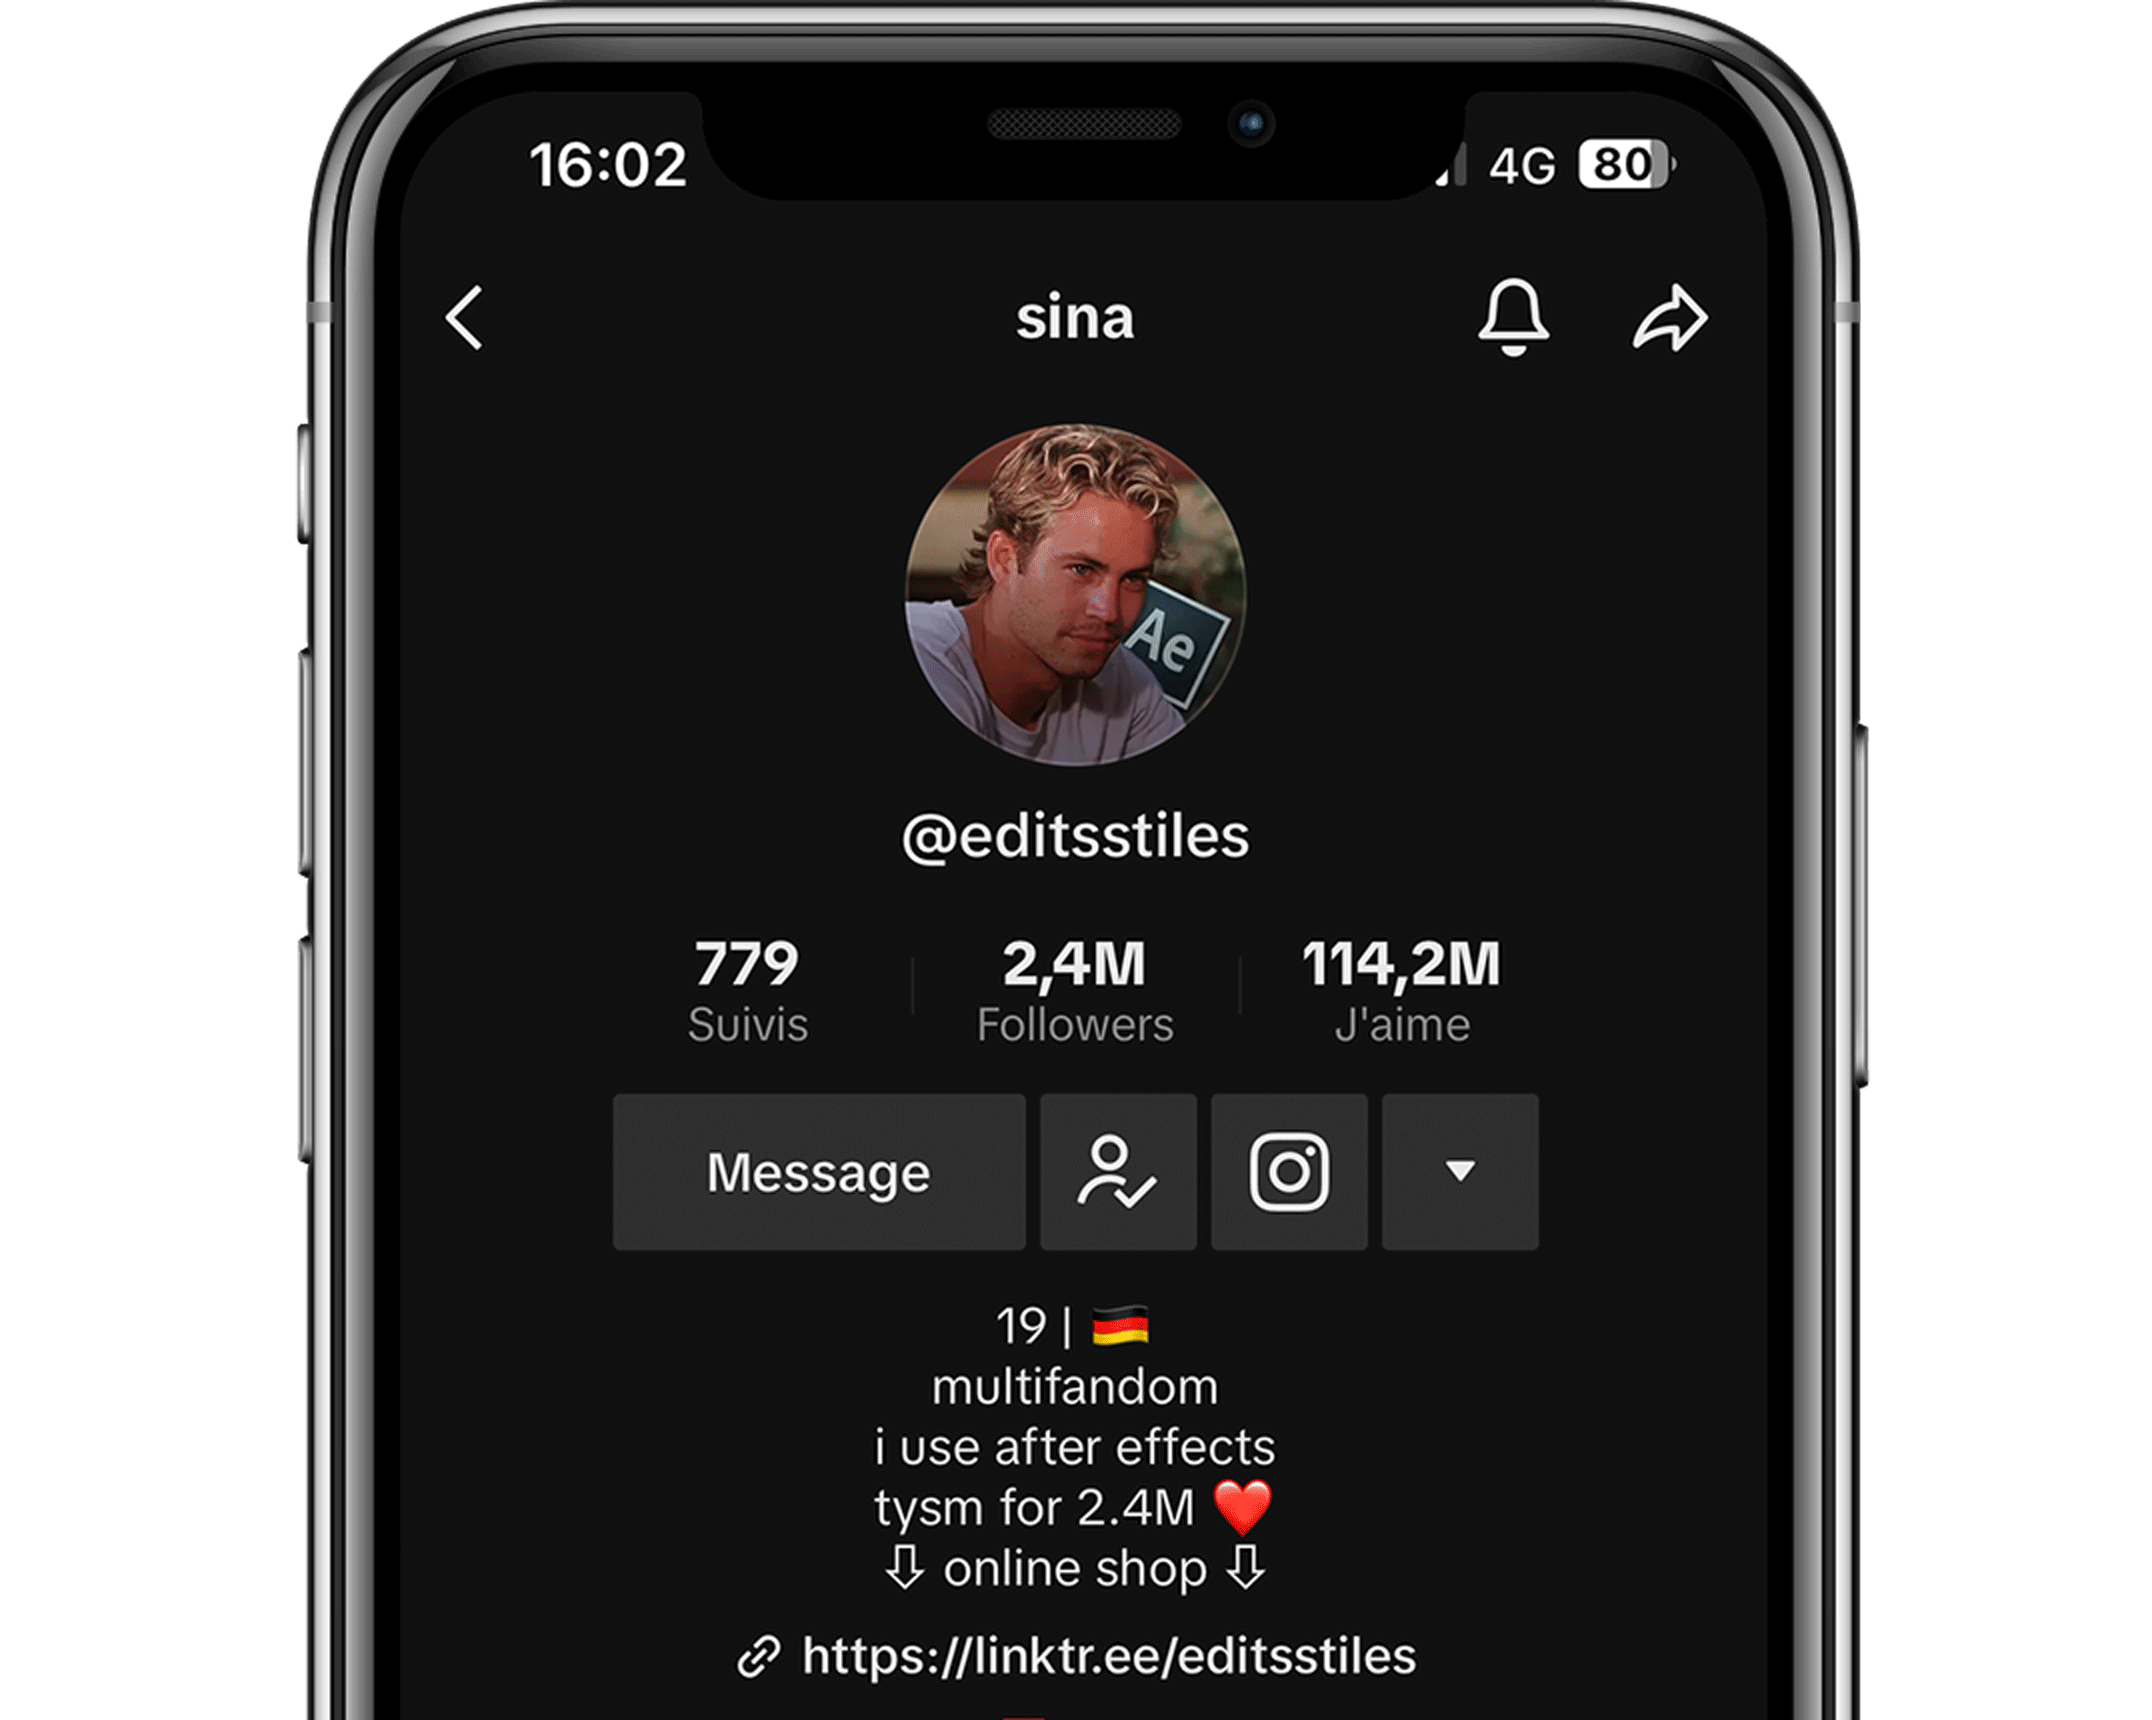 16:02 4G 80
sina
Ae
@editsstiles
779 2,4M 114,2M
Suivis Followers J'aime
Message
19 | 🇩🇪
multifandom
i use after effects
tysm for 2.4M ❤️
⇩ online shop ⇩
https://linktr.ee/editsstiles